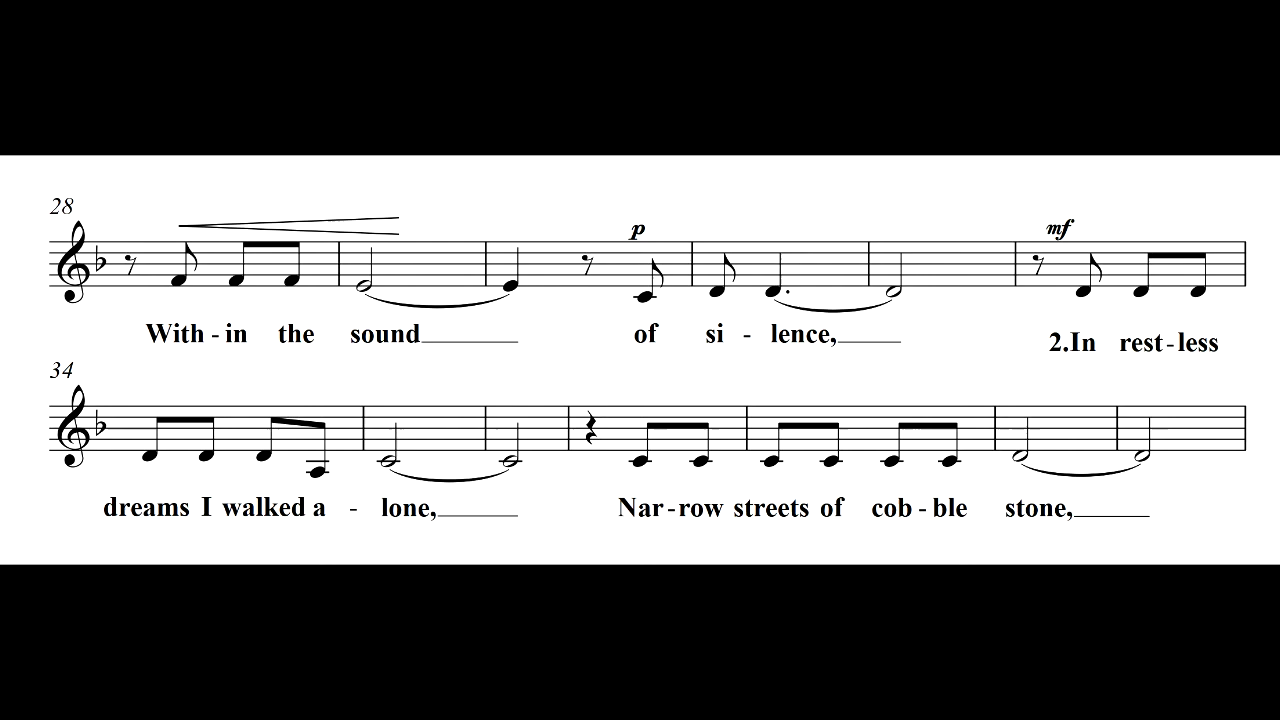 28
p
mf
With - in the sound of si - lence, 2.In rest - less
34
dreams I walked a - lone, Nar - row streets of cob - ble stone,